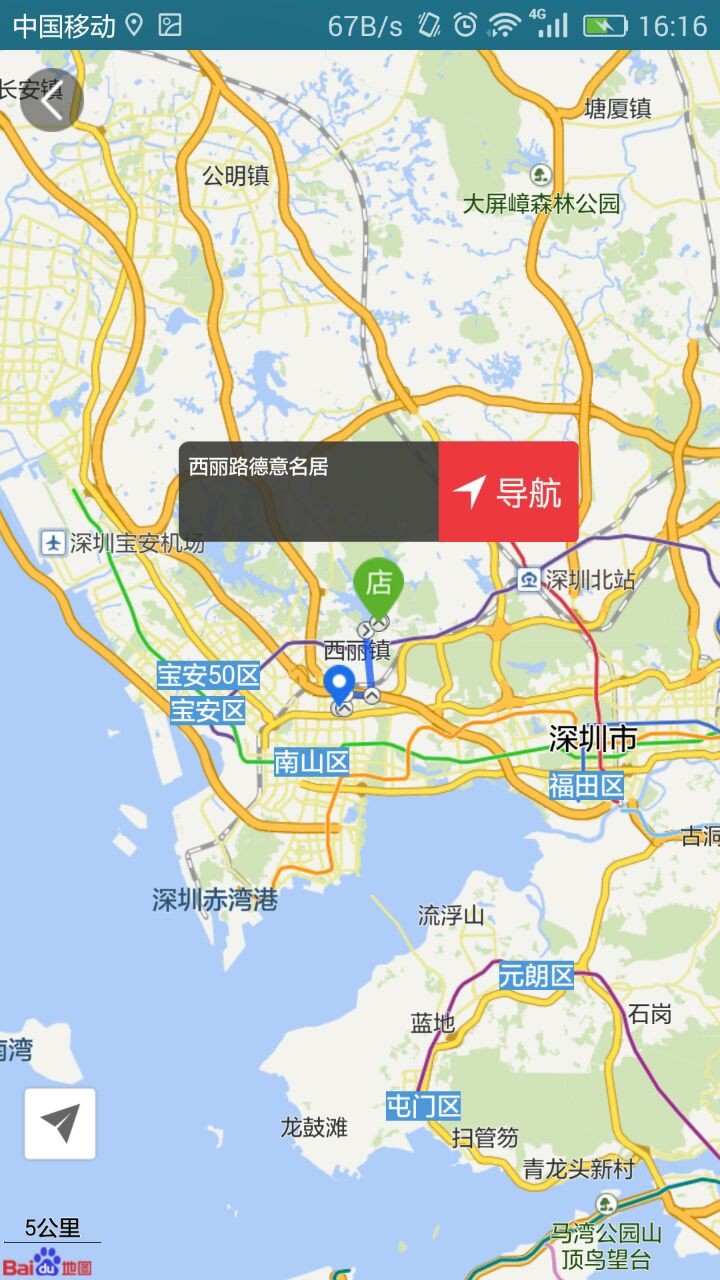 中国移动
67B/s
4G
16:16
长安镇
塘厦镇
公明镇
大屏嶂森林公园
西丽路德意名居
导航
深圳宝安机场
店
深圳北站
西丽镇
宝安50区
宝安区
深圳市
南山区
福田区
古洞
深圳赤湾港
流浮山
元朗区
石岗
蓝地
南湾
屯门区
龙鼓滩
扫管笏
青龙头新村
5公里
马湾公园山
顶鸟望台
Bai du 地图